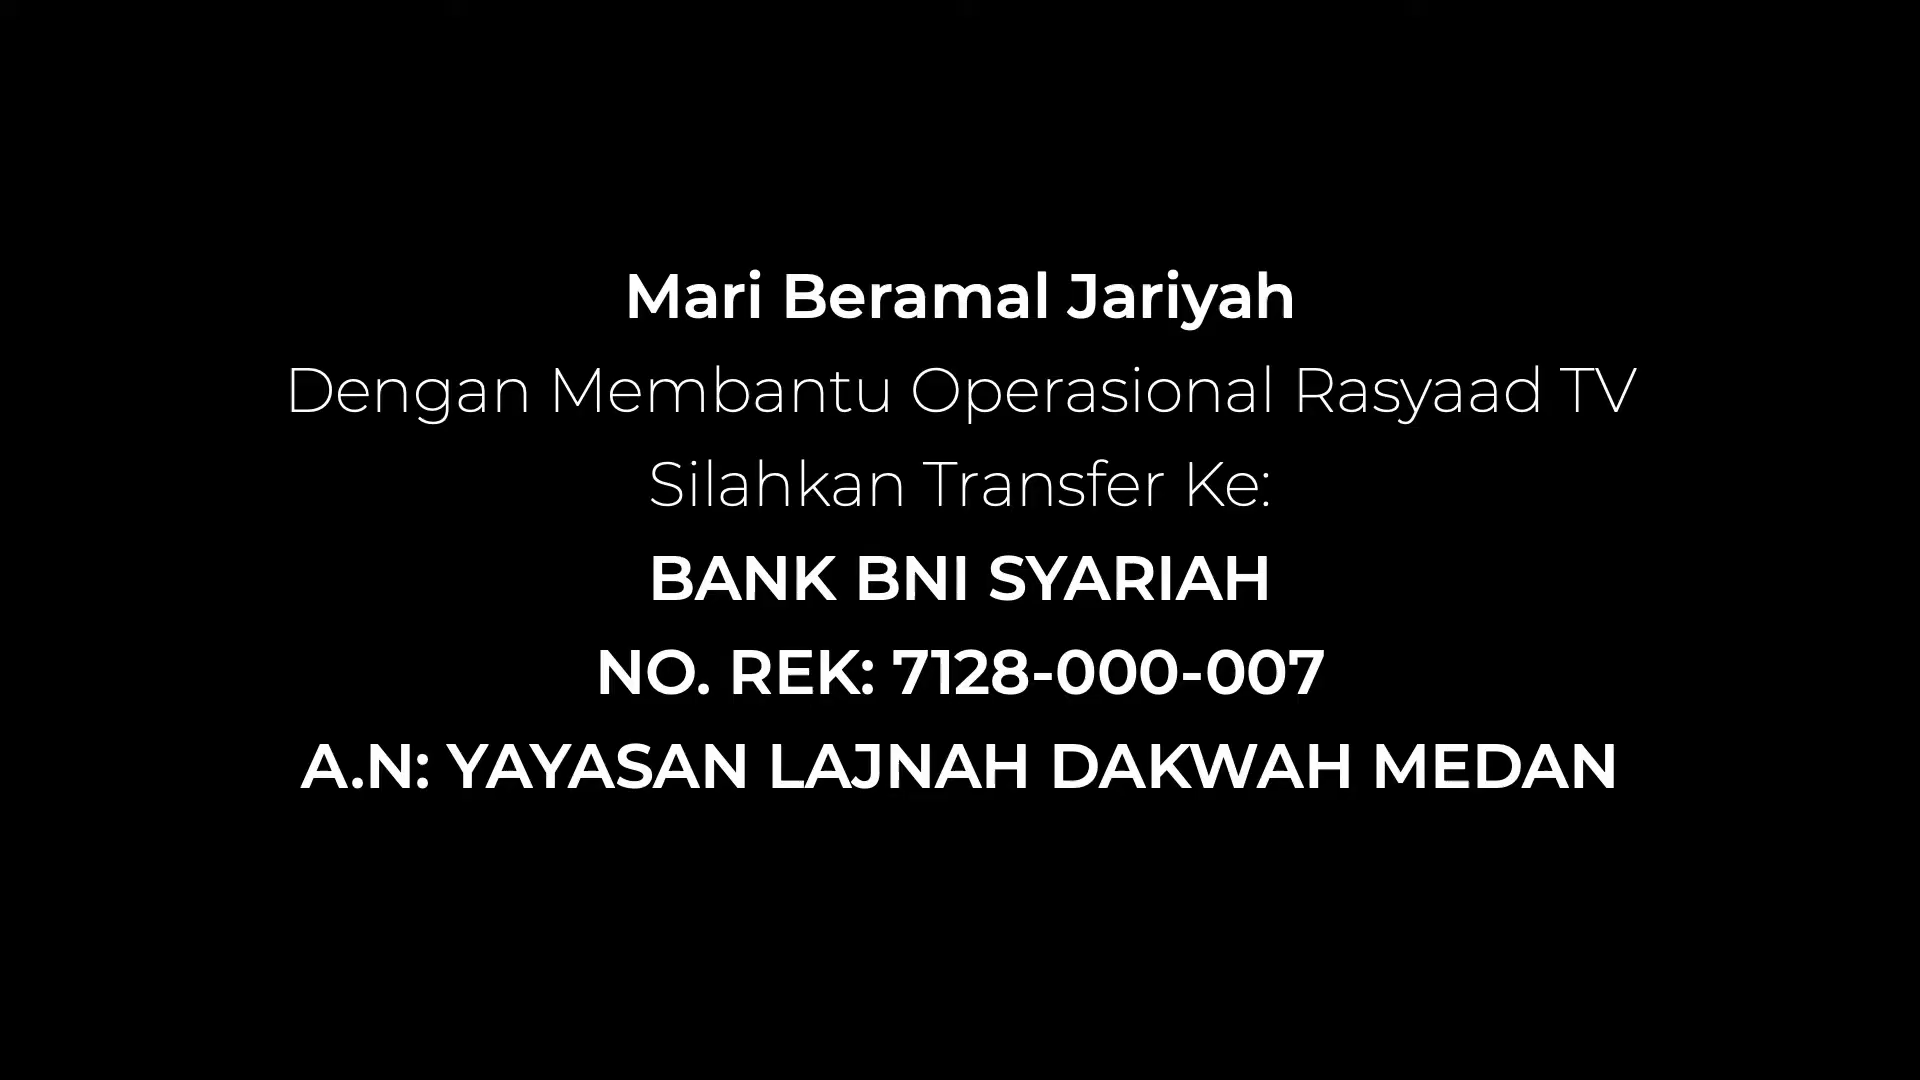 Mari Beramal Jariyah
Dengan Membantu Operasional Rasyaad TV
Silahkan Transfer Ke:
BANK BNI SYARIAH
NO. REK: 7128-000-007
A.N: YAYASAN LAJNAH DAKWAH MEDAN